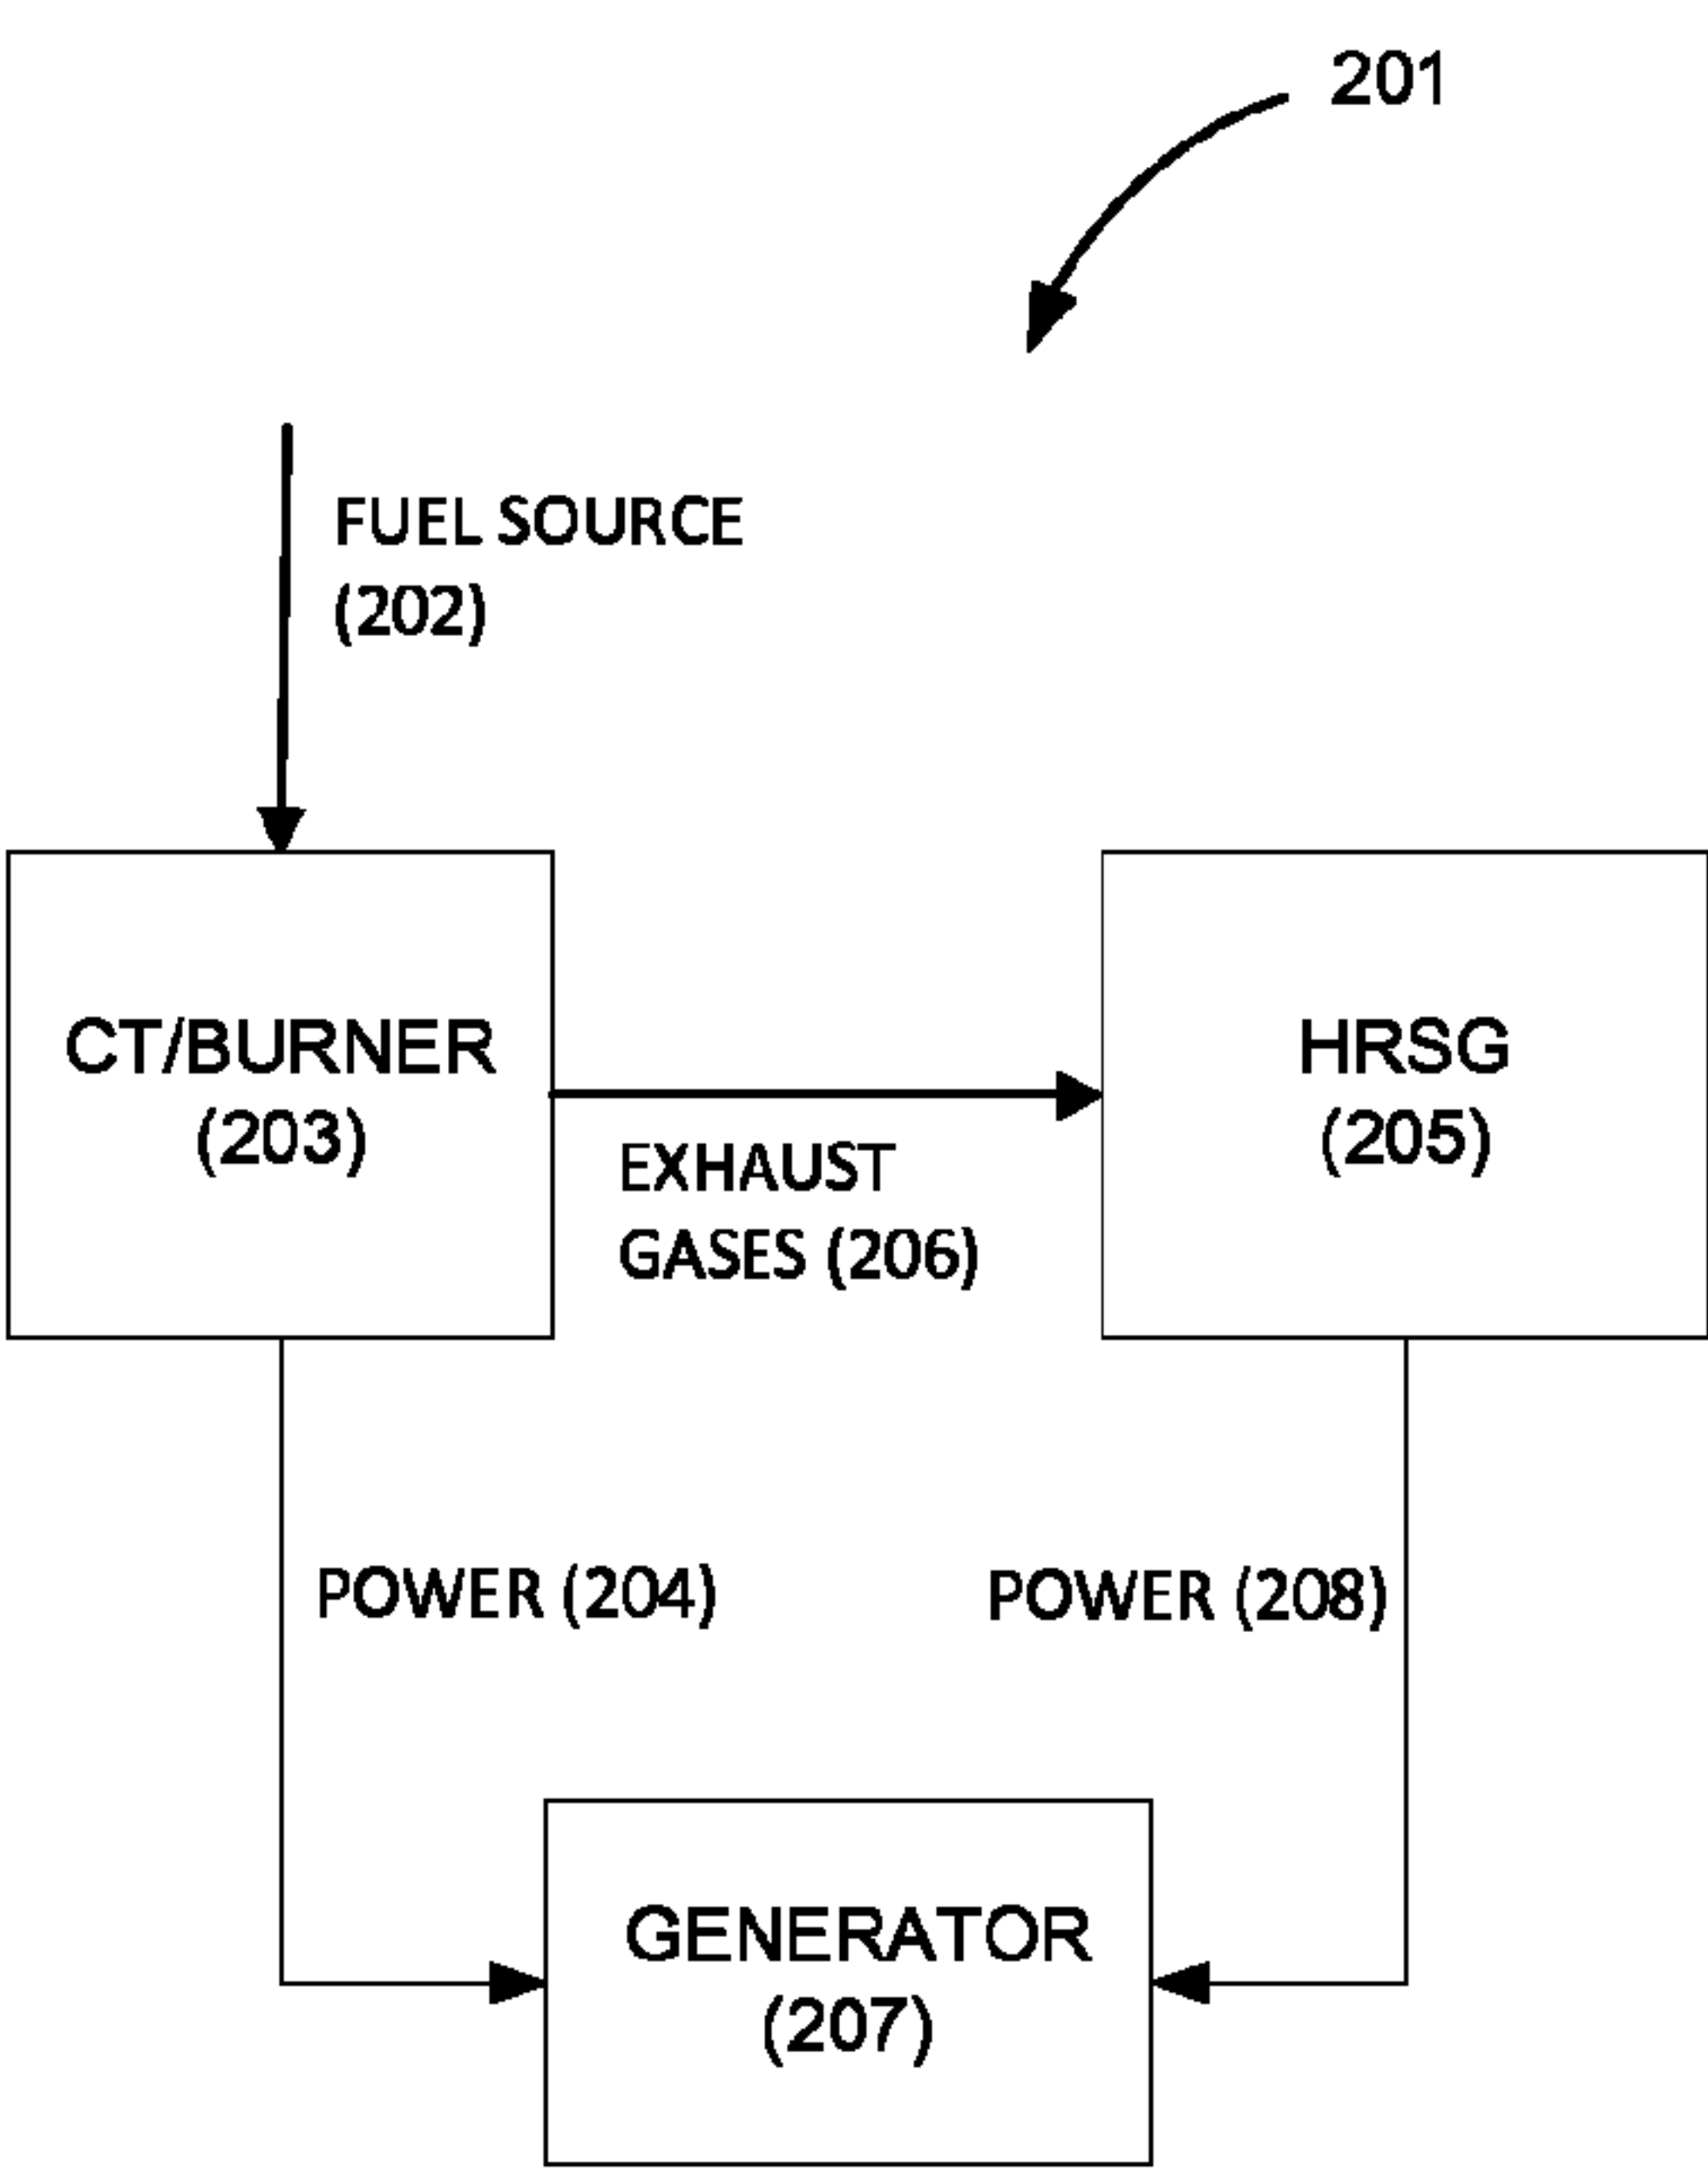 201
FUEL SOURCE
(202)
CT/BURNER
(203)
EXHAUST
GASES (206)
HRSG
(205)
POWER (204)
POWER (208)
GENERATOR
(207)